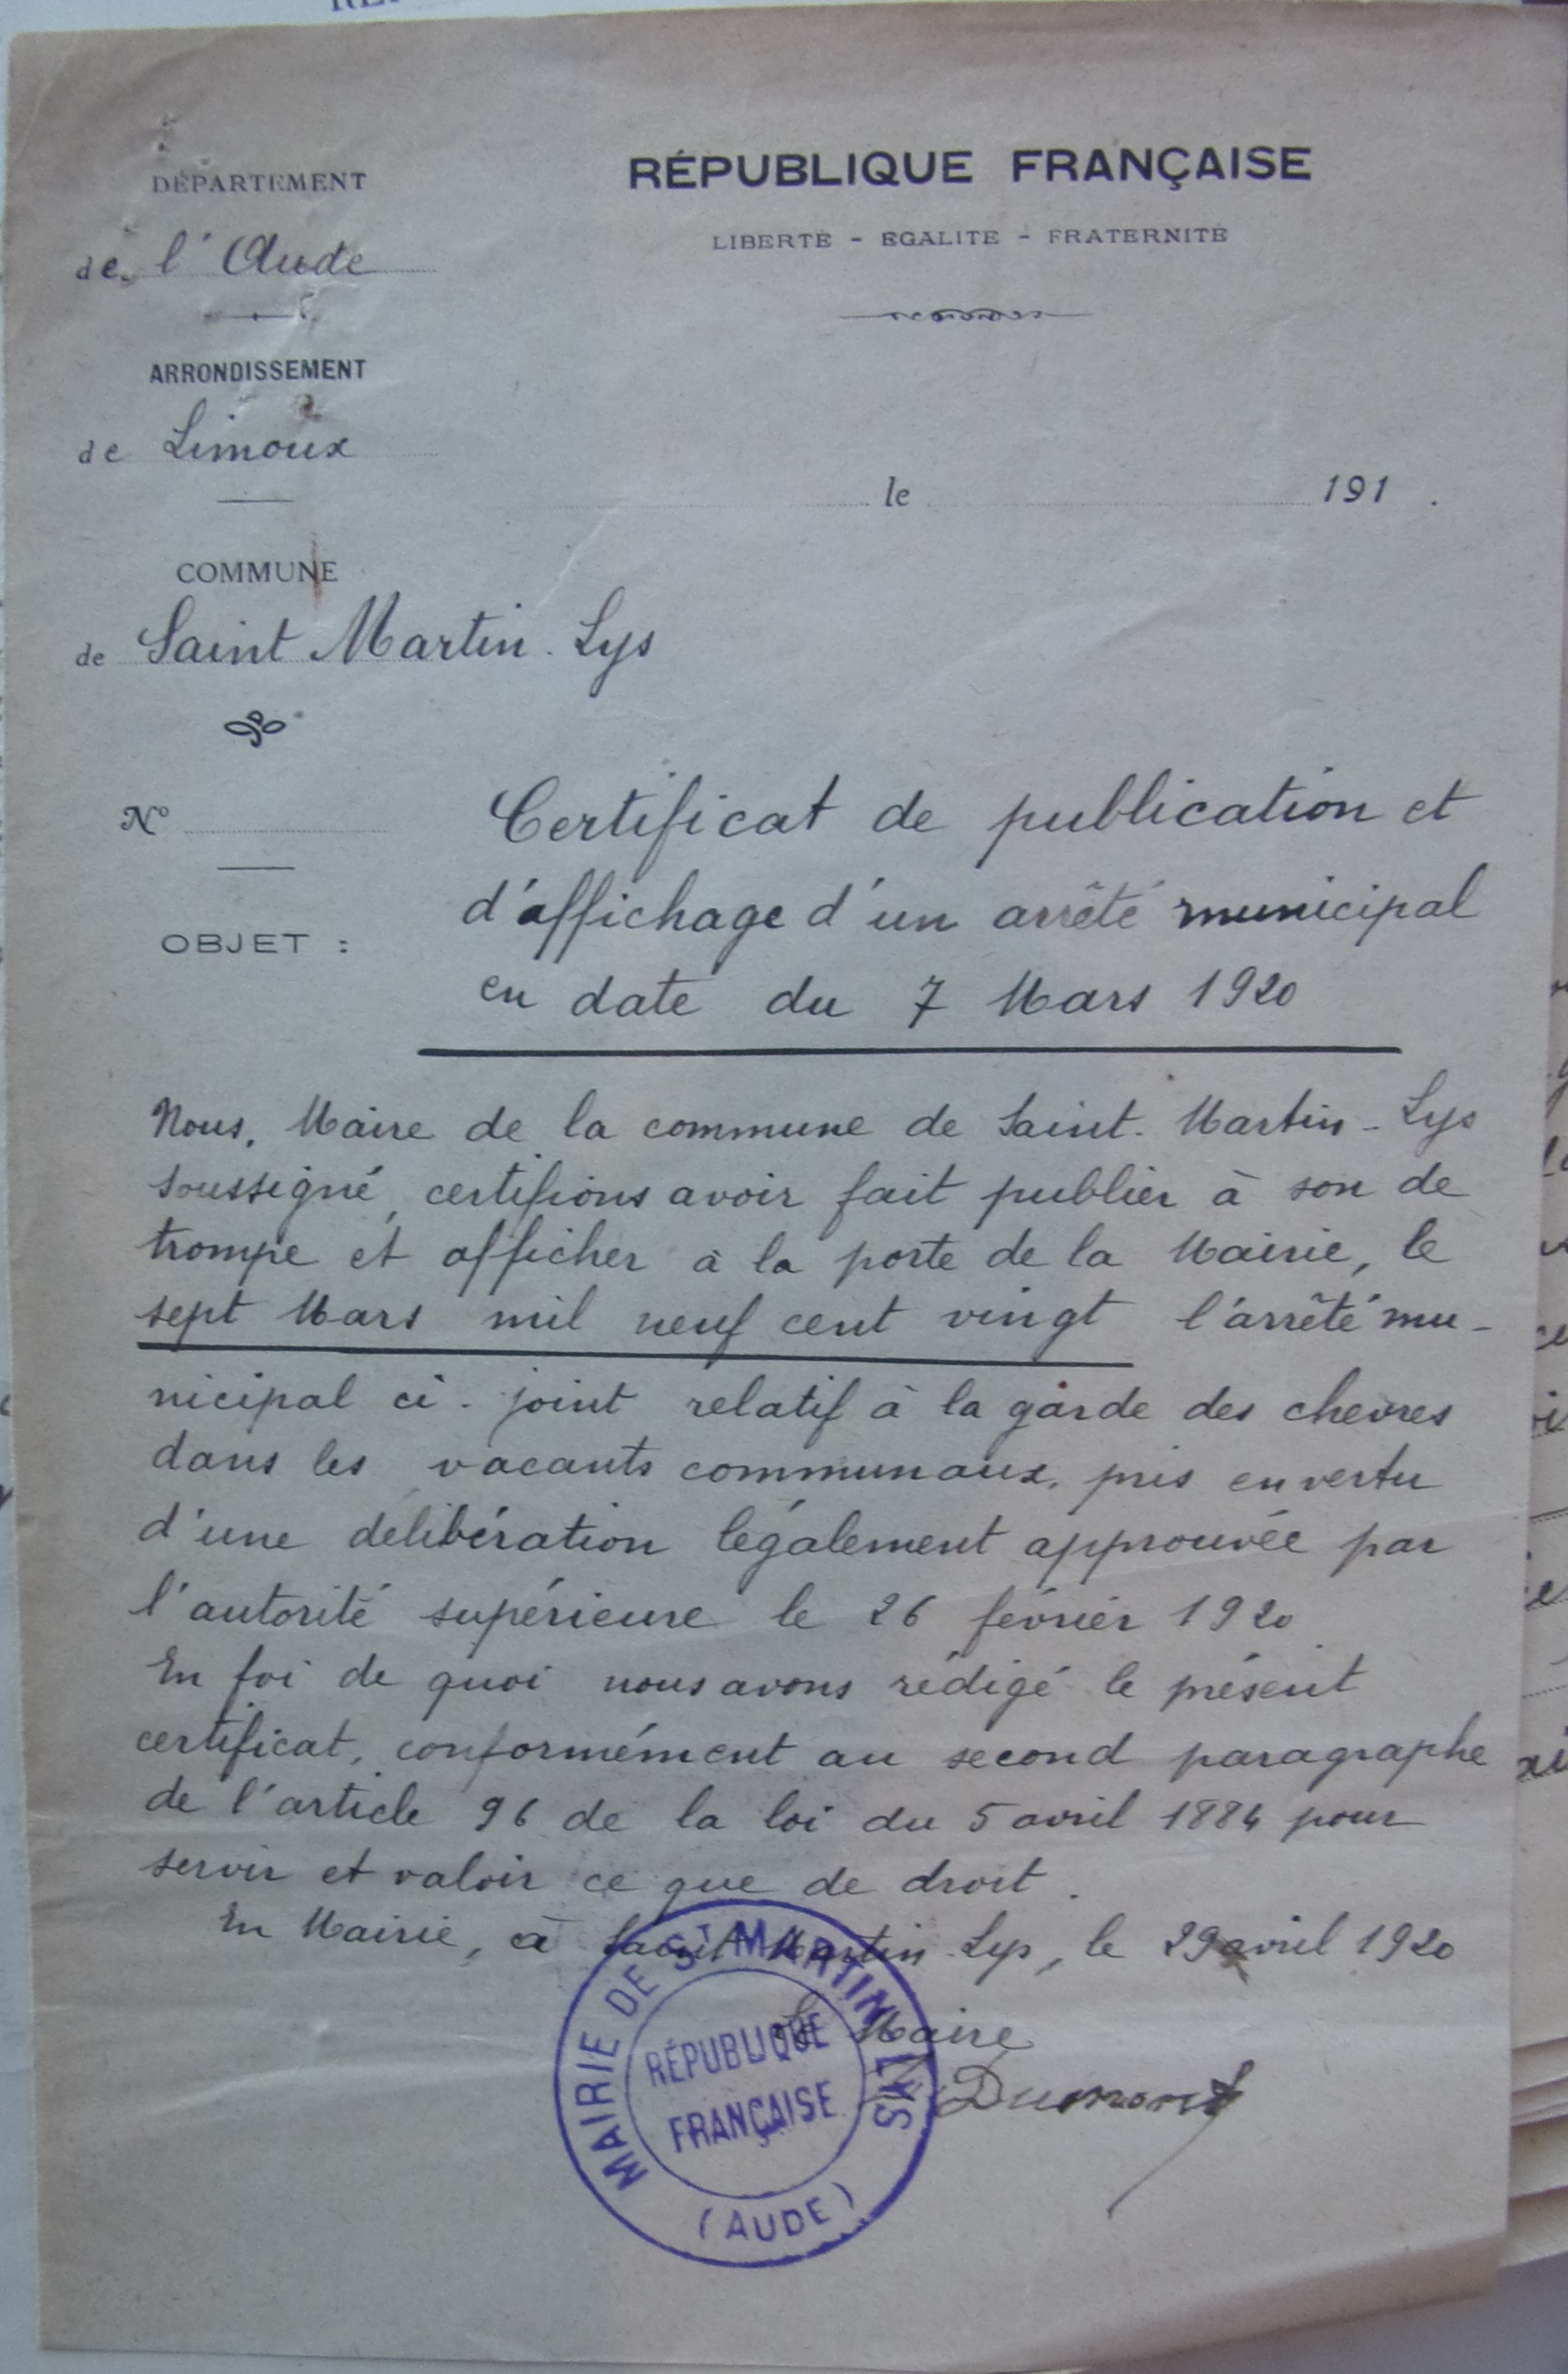 DÉPARTEMENT
de l'Aude
ARRONDISSEMENT
de Limoux
COMMUNE
de Saint Martin-Lys
RÉPUBLIQUE FRANÇAISE
LIBERTÉ - EGALITÉ - FRATERNITÉ
le 191 .
N°
OBJET :
Certificat de publication et
d'affichage d'un arrêté municipal
en date du 7 Mars 1920
Nous, Maire de la commune de Saint-Martin-Lys
soussigné, certifions avoir fait publier à son de
trompe et afficher à la porte de la Mairie, le
sept Mars mil neuf cent vingt l'arrêté mu-
nicipal ci-joint relatif à la garde des chèvres
dans les vacants communaux, pris en vertu
d'une délibération légalement approuvée par
l'autorité supérieure le 26 février 1920
En foi de quoi nous avons rédigé le présent
certificat, conformément au second paragraphe
de l'article 96 de la loi du 5 avril 1884 pour
servir et valoir ce que de droit.
En Mairie, à Saint Martin-Lys, le 29 avril 1920
Le Maire
Dumont
MAIRIE DE St MARTIN LYS
RÉPUBLIQUE
FRANÇAISE
(AUDE)